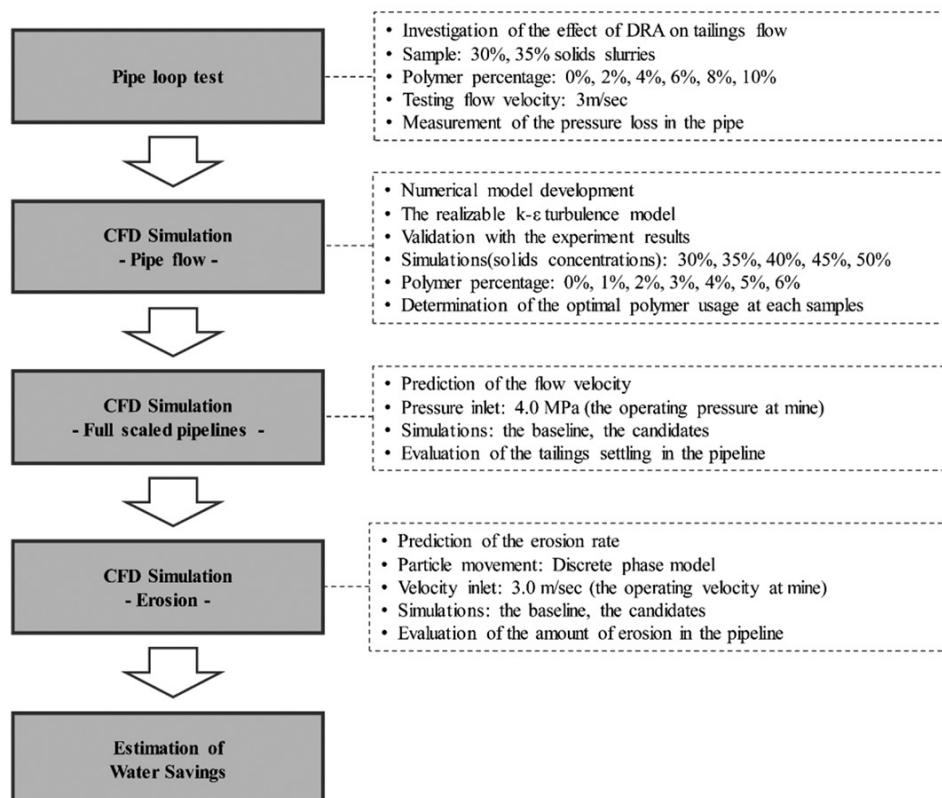 Pipe loop test
• Investigation of the effect of DRA on tailings flow
• Sample: 30%, 35% solids slurries
• Polymer percentage: 0%, 2%, 4%, 6%, 8%, 10%
• Testing flow velocity: 3m/sec
• Measurement of the pressure loss in the pipe
CFD Simulation
- Pipe flow -
• Numerical model development
• The realizable k-ε turbulence model
• Validation with the experiment results
• Simulations(solids concentrations): 30%, 35%, 40%, 45%, 50%
• Polymer percentage: 0%, 1%, 2%, 3%, 4%, 5%, 6%
• Determination of the optimal polymer usage at each samples
CFD Simulation
- Full scaled pipelines -
• Prediction of the flow velocity
• Pressure inlet: 4.0 MPa (the operating pressure at mine)
• Simulations: the baseline, the candidates
• Evaluation of the tailings settling in the pipeline
CFD Simulation
- Erosion -
• Prediction of the erosion rate
• Particle movement: Discrete phase model
• Velocity inlet: 3.0 m/sec (the operating velocity at mine)
• Simulations: the baseline, the candidates
• Evaluation of the amount of erosion in the pipeline
Estimation of
Water Savings